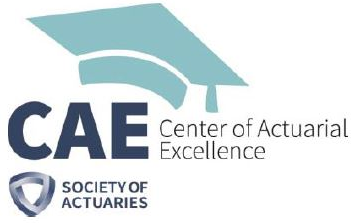 CAE Center of Actuarial
Excellence
SOCIETY OF
ACTUARIES